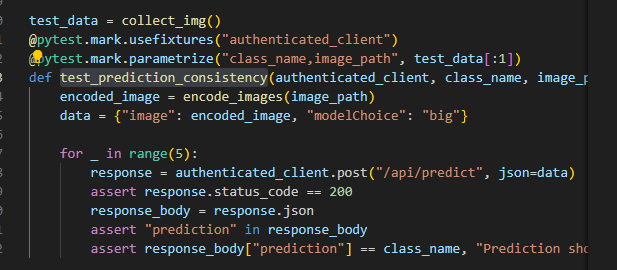 test_data = collect_img()
@pytest.mark.usefixtures("authenticated_client")
@pytest.mark.parametrize("class_name,image_path", test_data[:1])
def test_prediction_consistency(authenticated_client, class_name, image_p
encoded_image = encode_images(image_path)
data = {"image": encoded_image, "modelChoice": "big"}
for _ in range(5):
response = authenticated_client.post("/api/predict", json=data)
assert response.status_code == 200
response_body = response.json
assert "prediction" in response_body
assert response_body["prediction"] == class_name, "Prediction sho